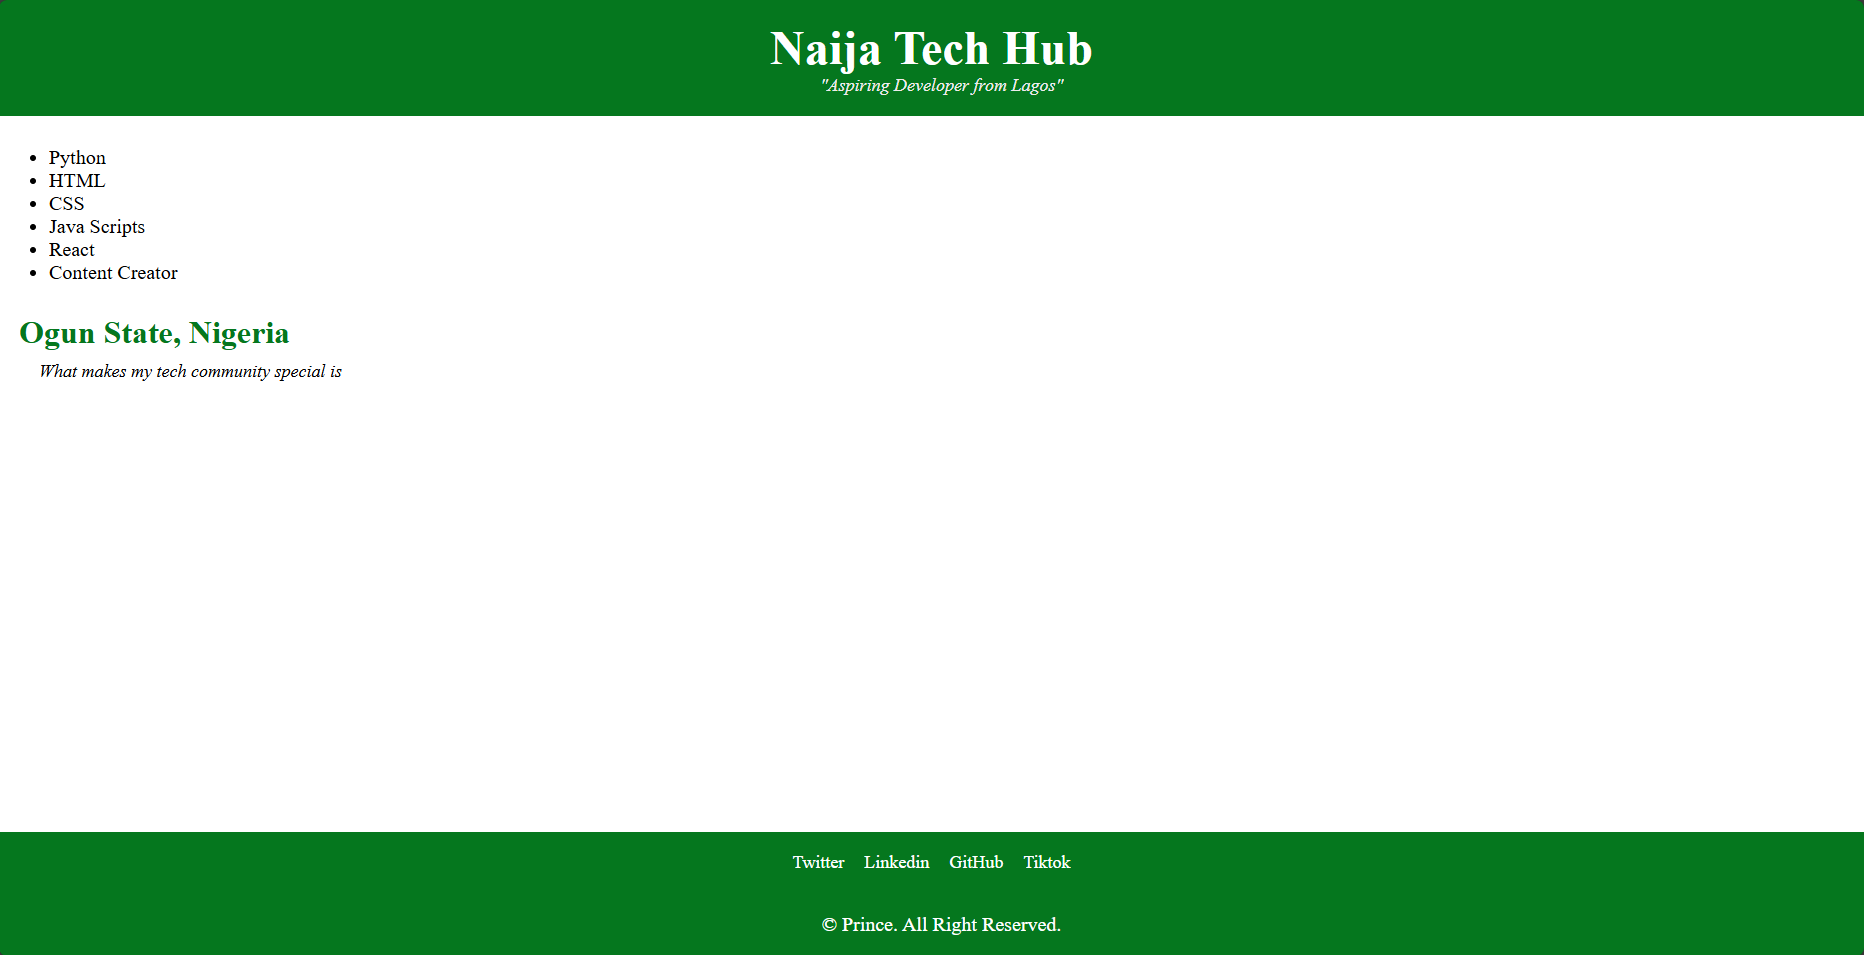 Naija Tech Hub
"Aspiring Developer from Lagos"
Python
HTML
CSS
Java Scripts
React
Content Creator
Ogun State, Nigeria
What makes my tech community special is
Twitter Linkedin GitHub Tiktok
© Prince. All Right Reserved.